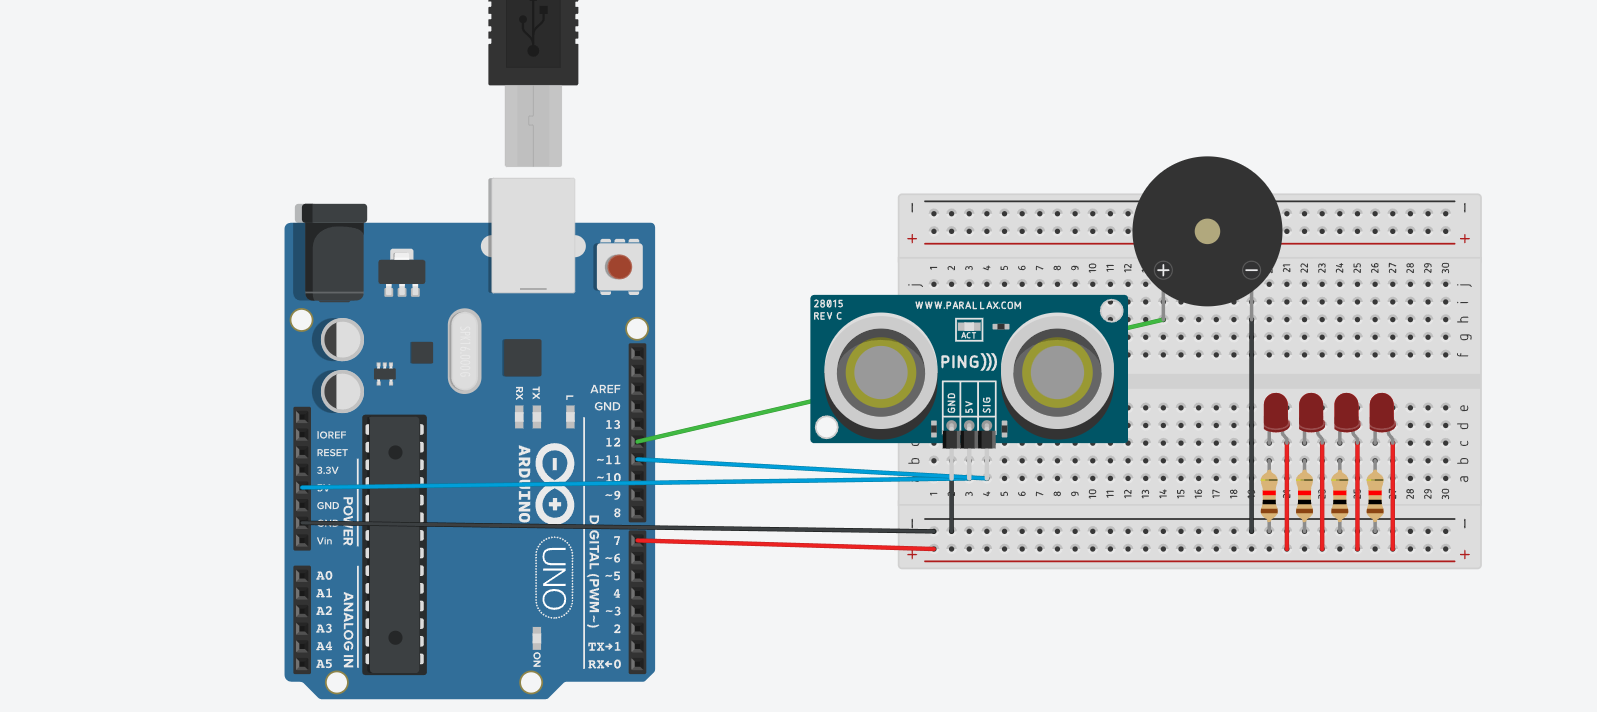 28015
REV C
WWW.PARALLAX.COM
ACT
PING)))
GND
5V
SIG
RX
TX
L
AREF
GND
13
12
~11
~10
~9
8
7
~6
~5
4
~3
2
TX→1
RX←0
DIGITAL (PWM~)
ARDUINO
UNO
ON
IOREF
RESET
3.3V
5V
GND
GND
Vin
POWER
A0
A1
A2
A3
A4
A5
ANALOG IN
1 2 3 4 5 6 7 8 9 10 11 12 21 22 23 24 25 26 27 28 29 30
j
i
h
g
f
e
d
c
b
a
1 2 3 4 5 6 7 8 9 10 11 12 13 14 15 16 17 18 28 29 30